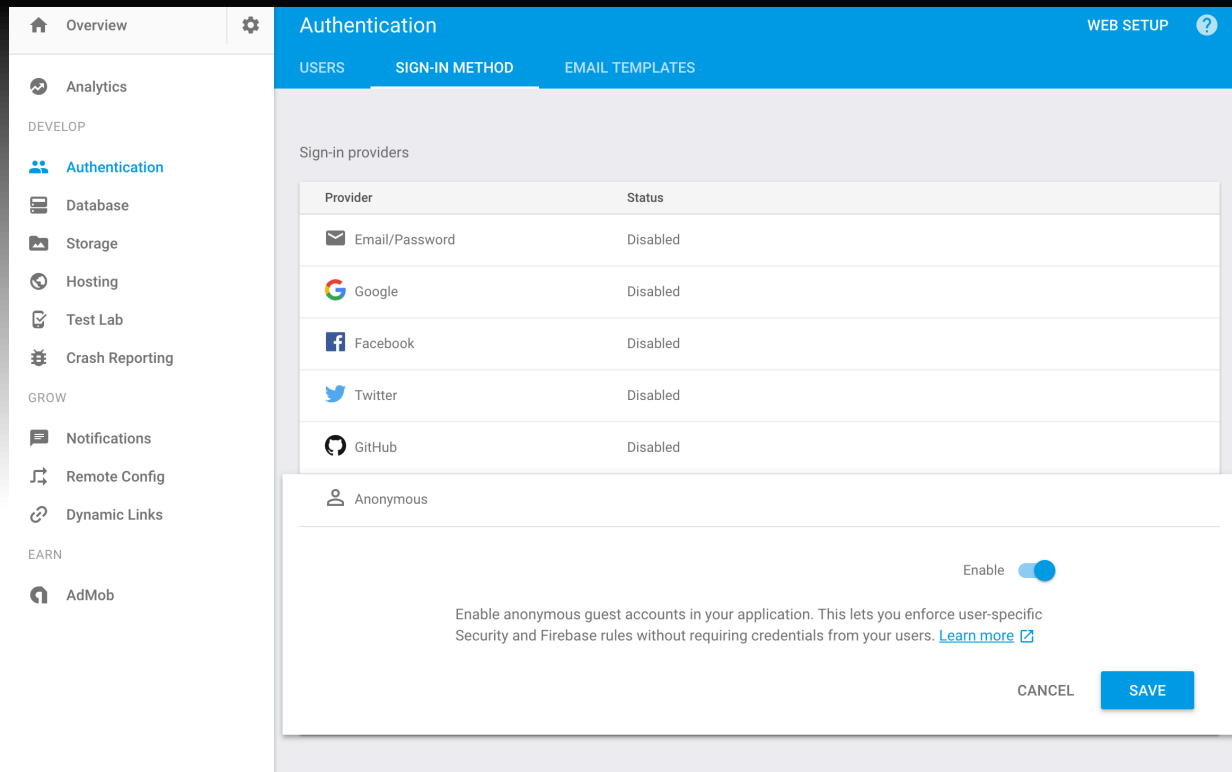 Overview
Analytics
DEVELOP
Authentication
Database
Storage
Hosting
Test Lab
Crash Reporting
GROW
Notifications
Remote Config
Dynamic Links
EARN
AdMob
Authentication
WEB SETUP ?
USERS SIGN-IN METHOD EMAIL TEMPLATES
Sign-in providers
Provider Status
Email/Password Disabled
Google Disabled
Facebook Disabled
Twitter Disabled
GitHub Disabled
Anonymous
Enable
Enable anonymous guest accounts in your application. This lets you enforce user-specific
Security and Firebase rules without requiring credentials from your users. Learn more
CANCEL SAVE